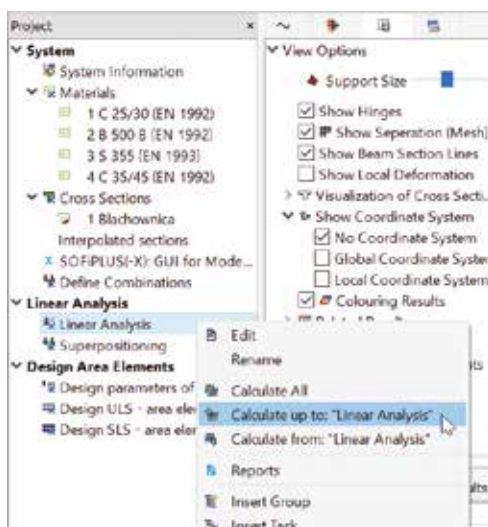 Project
System
System Information
Materials
1 C 25/30 (EN 1992)
2 B 500 B (EN 1992)
3 S 355 (EN 1993)
4 C 35/45 (EN 1992)
Cross Sections
1 Blachownica
Interpolated sections
SOFiPLUS(-X): GUI for Mode...
Define Combinations
Linear Analysis
Linear Analysis
Superpositioning
Design Area Elements
Design parameters of
Design ULS - area ele
Design SLS - area eler
View Options
Support Size
Show Hinges
Show Seperation (Mesh)
Show Beam Section Lines
Show Local Deformation
Visualization of Cross Secti..
Show Coordinate System
No Coordinate System
Global Coordinate Syster
Local Coordinate System
Colouring Results
Edit
Rename
Calculate All
Calculate up to: "Linear Analysis"
Calculate from: "Linear Analysis"
Reports
Insert Group
Insert Task